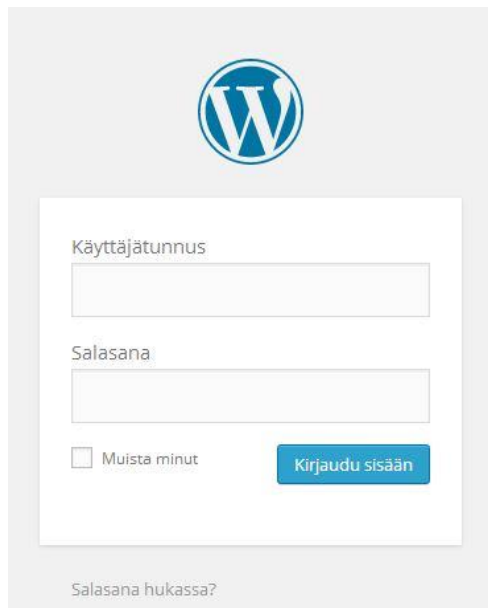 Käyttäjätunnus
Salasana
Muista minut
Kirjaudu sisään
Salasana hukassa?